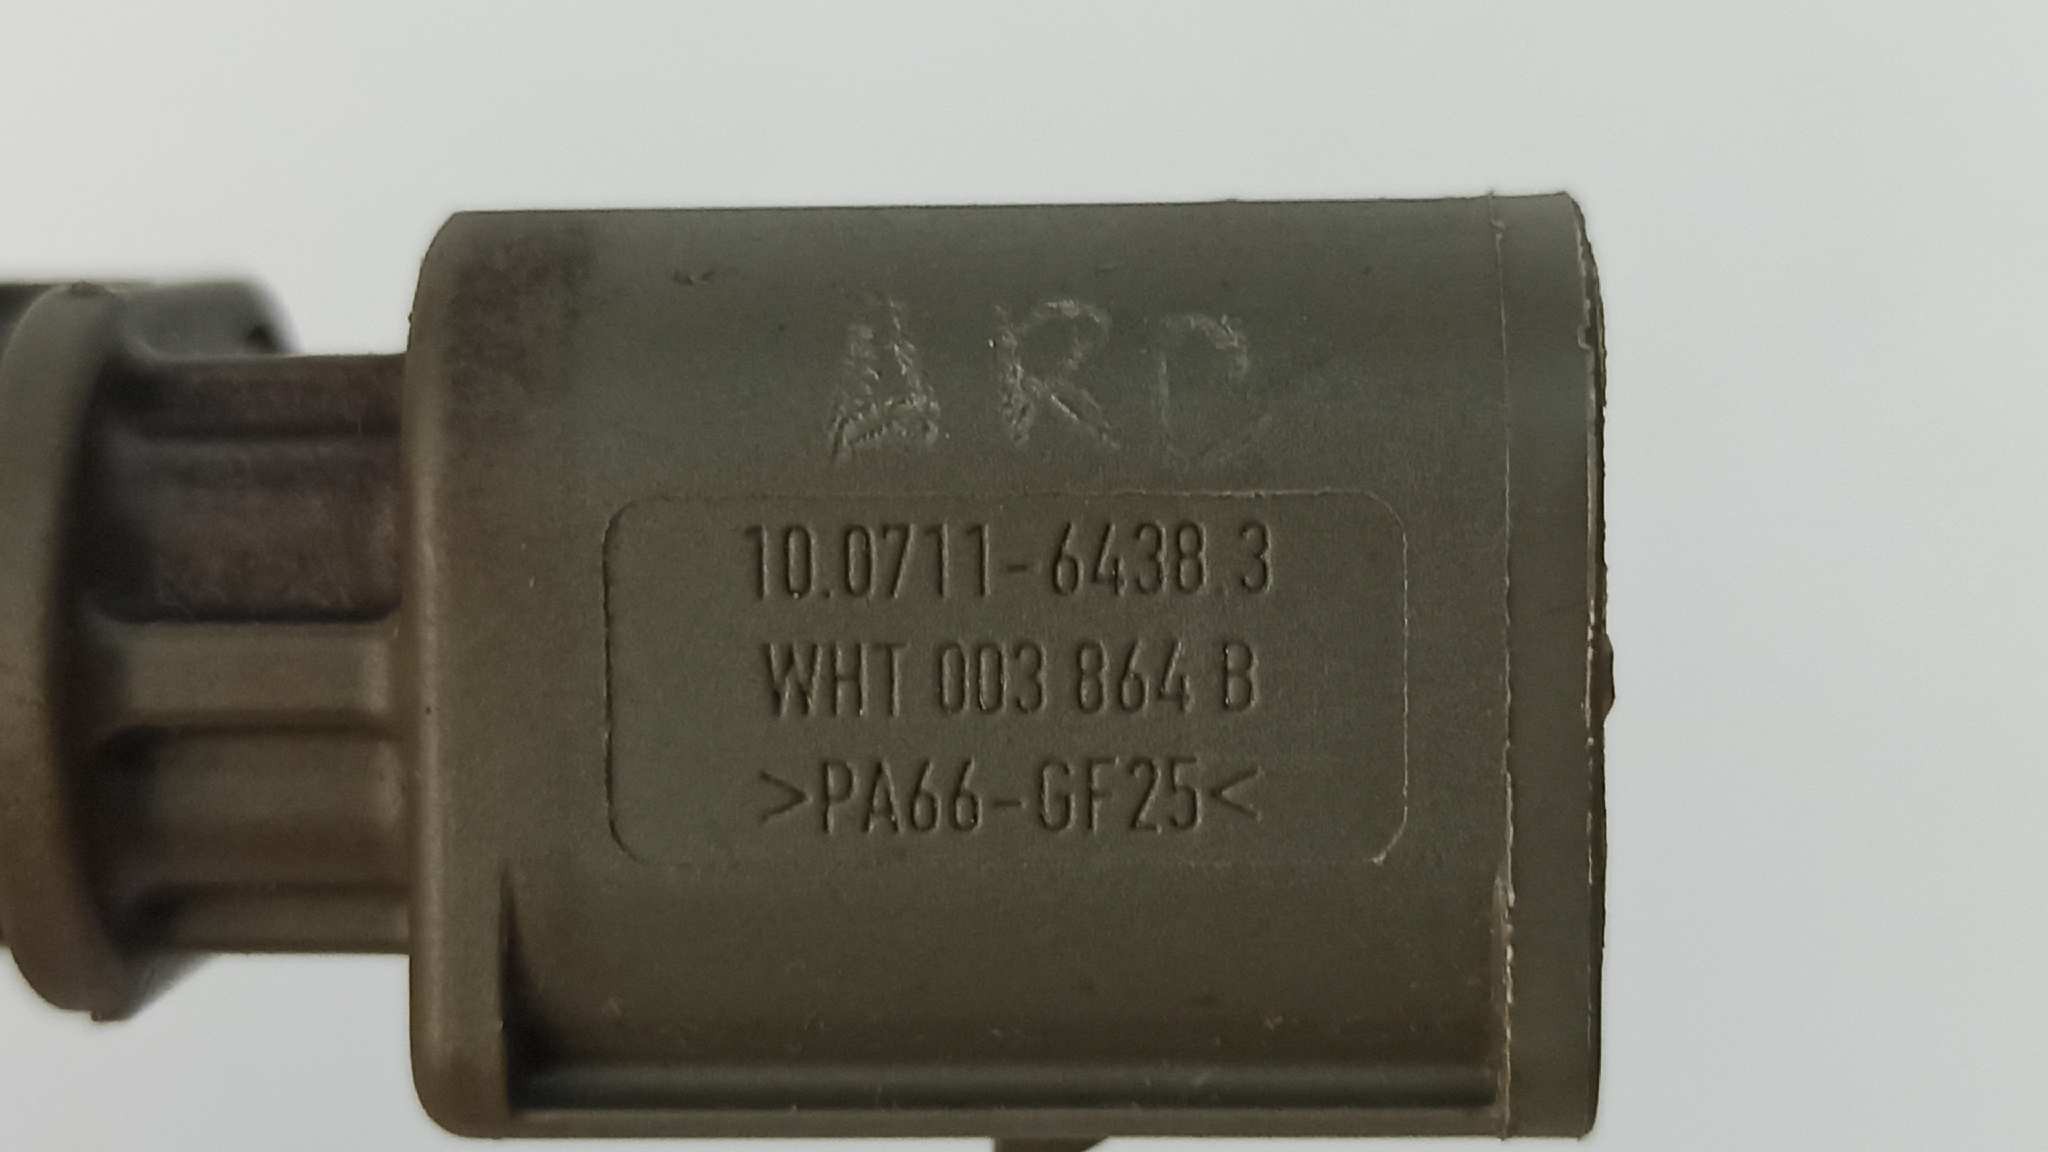 ARC
10.0711-6438.3
WHT 003 864 B
>PA66-GF25<